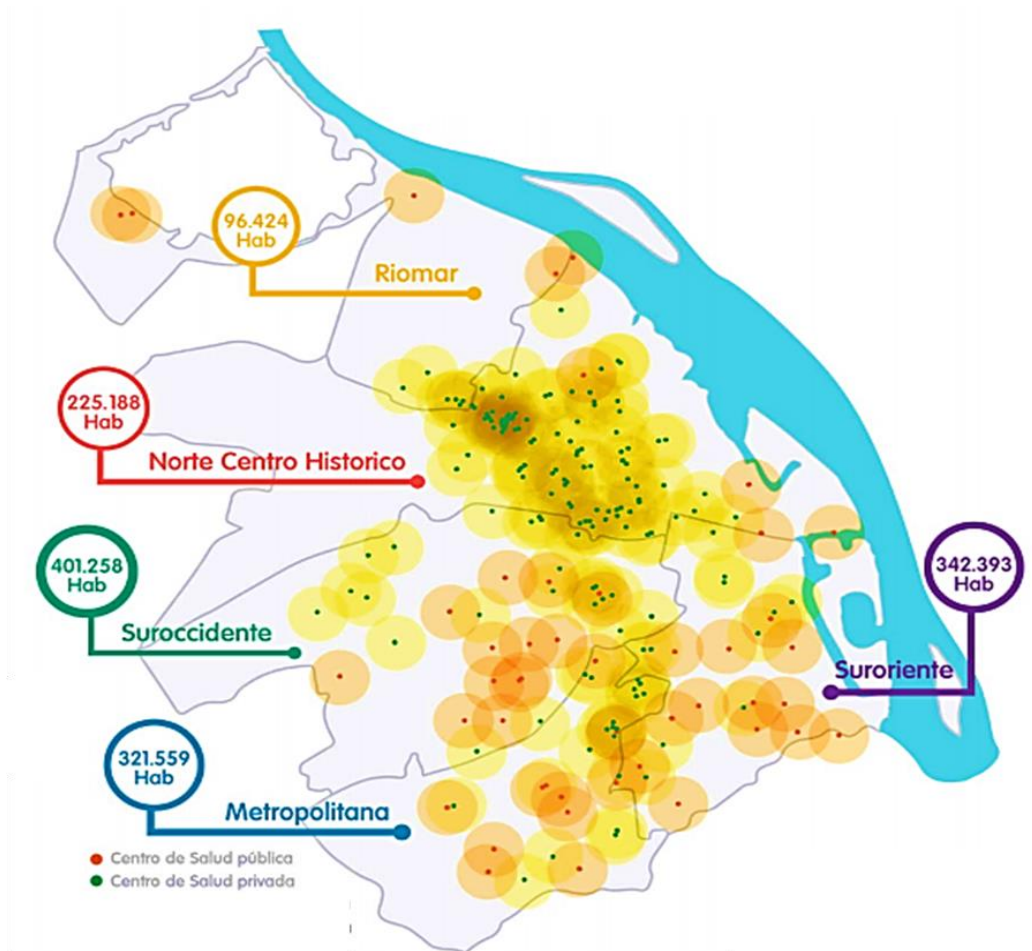 96.424
Hab
Riomar
225.188
Hab
Norte Centro Historico
401.258
Hab
Suroccidente
342.393
Hab
Suroriente
321.559
Hab
Metropolitana
Centro de Salud pública
Centro de Salud privada